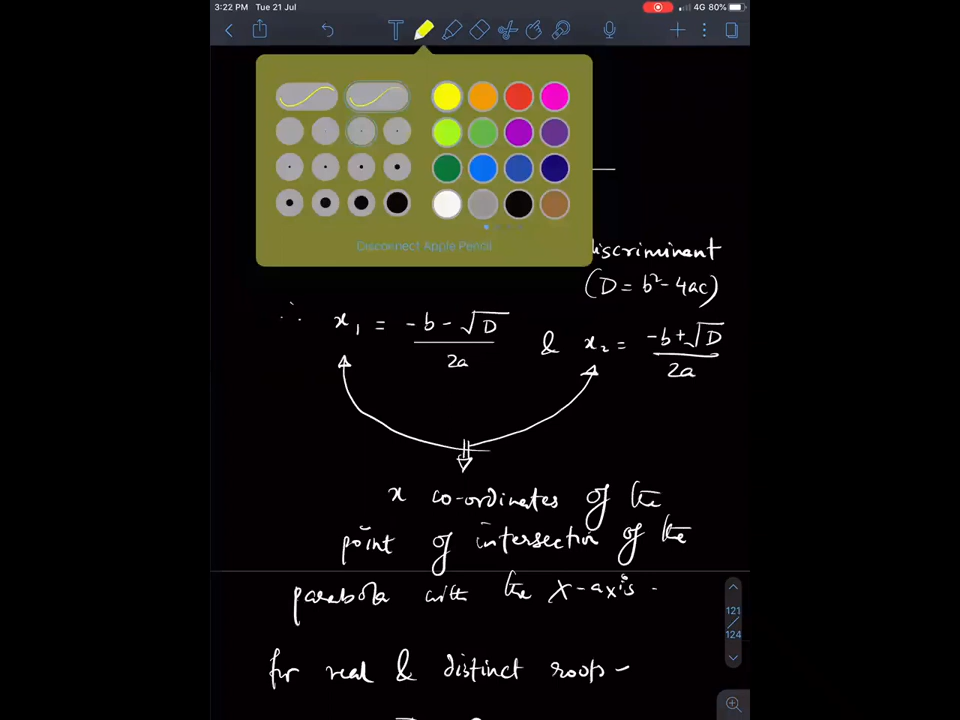 3:22 PM Tue 21 Jul 4G 80%
T
Disconnect Apple Pencil
discriminent
(D = b² - 4ac)
∴ x₁ = -b - √D / 2a & x₂ = -b + √D / 2a
x co-ordinates of the
point of intersection of the
parabola with the X-axis -
121
/
124
for real & distinct roots -